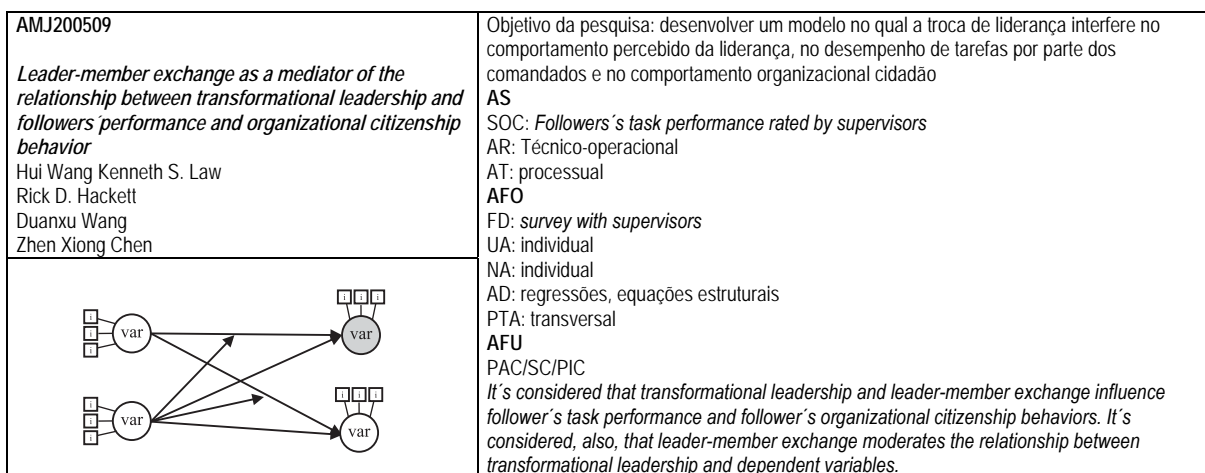 AMJ200509
Leader-member exchange as a mediator of the
relationship between transformational leadership and
followers´performance and organizational citizenship
behavior
Hui Wang Kenneth S. Law
Rick D. Hackett
Duanxu Wang
Zhen Xiong Chen
i
i
i
var
i
i
i
var
i i i
var
i i i
var
Objetivo da pesquisa: desenvolver um modelo no qual a troca de liderança interfere no
comportamento percebido da liderança, no desempenho de tarefas por parte dos
comandados e no comportamento organizacional cidadão
AS
SOC: Followers´s task performance rated by supervisors
AR: Técnico-operacional
AT: processual
AFO
FD: survey with supervisors
UA: individual
NA: individual
AD: regressões, equações estruturais
PTA: transversal
AFU
PAC/SC/PIC
It´s considered that transformational leadership and leader-member exchange influence
follower´s task performance and follower´s organizational citizenship behaviors. It´s
considered, also, that leader-member exchange moderates the relationship between
transformational leadership and dependent variables.